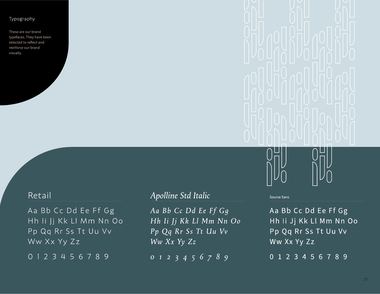 Typography
These are our brand
typefaces. They have been
selected to reflect and
reinforce our brand
visually.
Retail
Aa Bb Cc Dd Ee Ff Gg
Hh Ii Jj Kk Ll Mm Nn Oo
Pp Qq Rr Ss Tt Uu Vv
Ww Xx Yy Zz
0 1 2 3 4 5 6 7 8 9
Apolline Std Italic
Aa Bb Cc Dd Ee Ff Gg
Hh Ii Jj Kk Ll Mm Nn Oo
Pp Qq Rr Ss Tt Uu Vv
Ww Xx Yy Zz
0 1 2 3 4 5 6 7 8 9
Source Sans
Aa Bb Cc Dd Ee Ff Gg
Hh Ii Jj Kk Ll Mm Nn Oo
Pp Qq Rr Ss Tt Uu Vv
Ww Xx Yy Zz
0 1 2 3 4 5 6 7 8 9